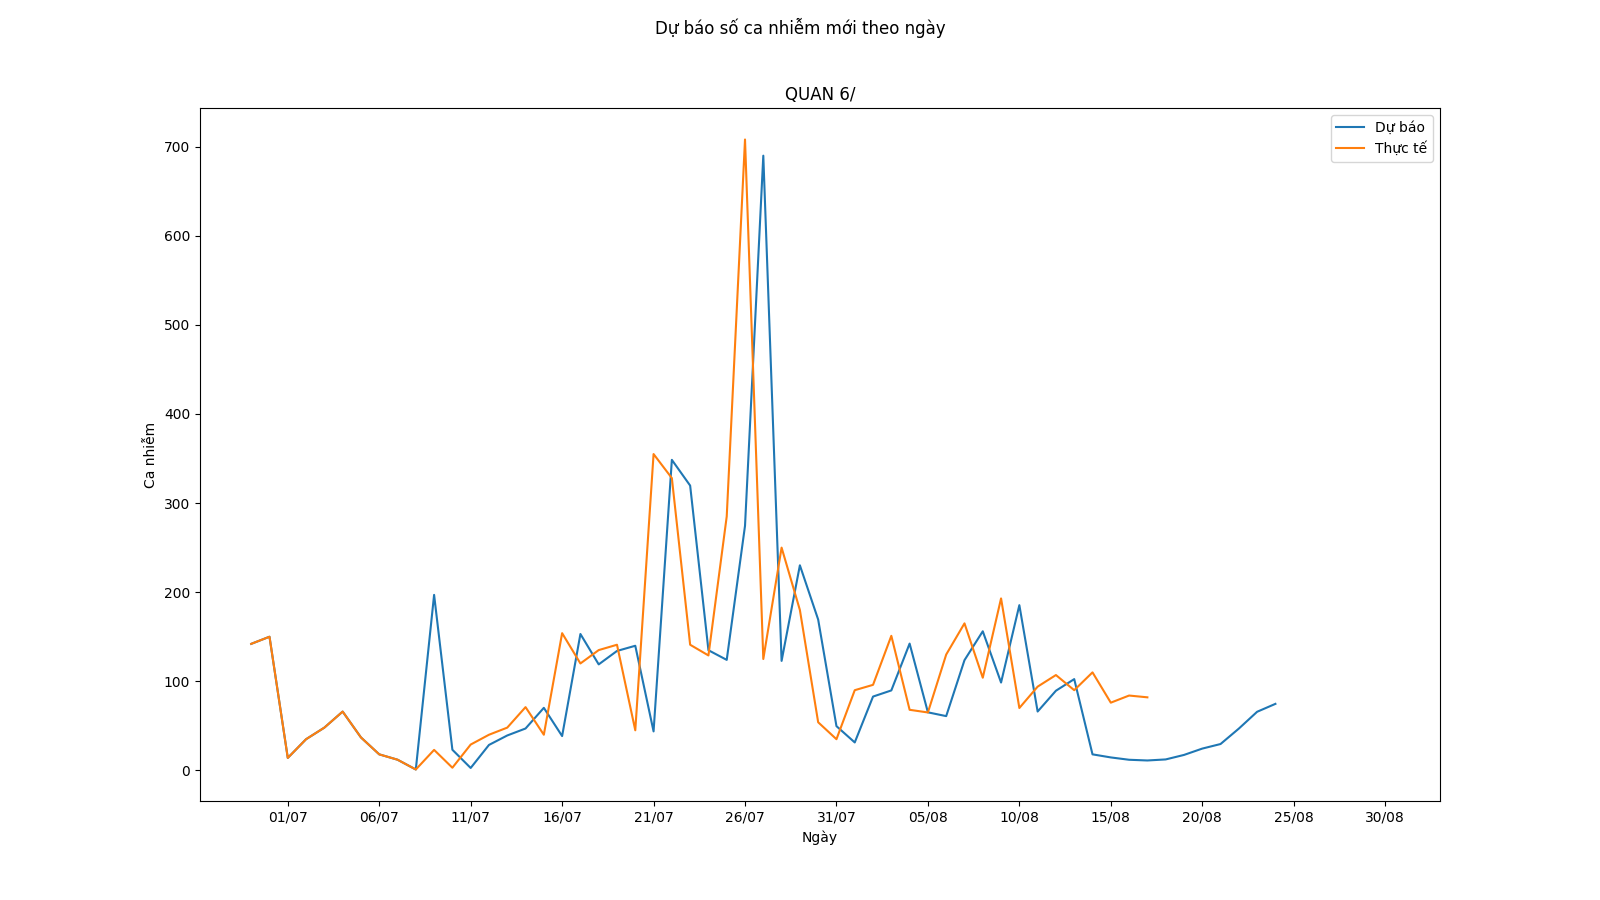 Dự báo số ca nhiễm mới theo ngày
QUAN 6/
Dự báo
Thực tế
700
600
500
400
300
200
100
0
Ca nhiễm
01/07 06/07 11/07 16/07 21/07 26/07 31/07 05/08 10/08 15/08 20/08 25/08 30/08
Ngày